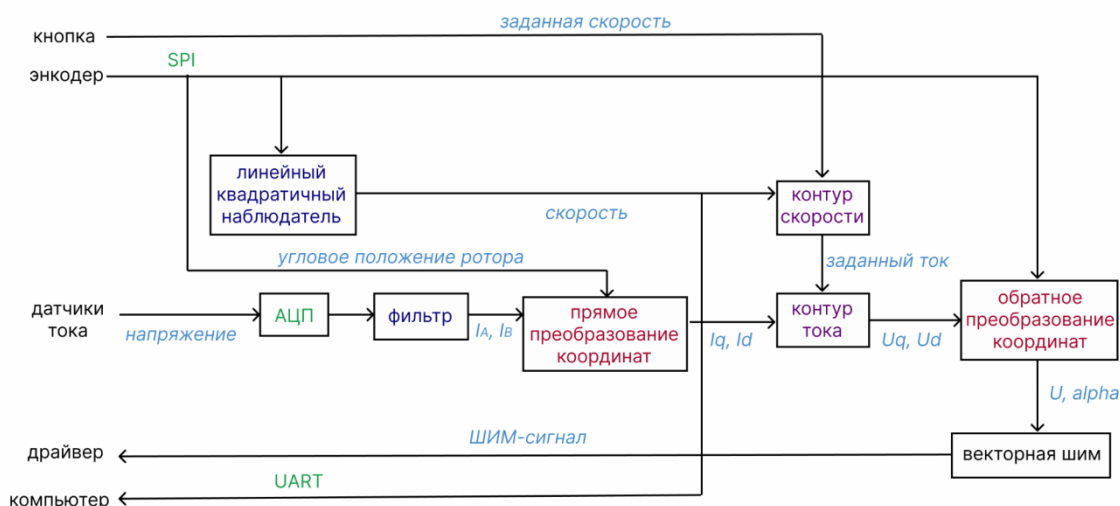 заданная скорость
кнопка
SPI
энкодер
линейный
квадратичный
наблюдатель
контур
скорости
скорость
угловое положение ротора
заданный ток
датчики
тока
напряжение
АЦП
фильтр
IA, IB
прямое
преобразование
координат
Iq, Id
контур
тока
Uq, Ud
обратное
преобразование
координат
U, alpha
ШИМ-сигнал
драйвер
векторная шим
UART
компьютер